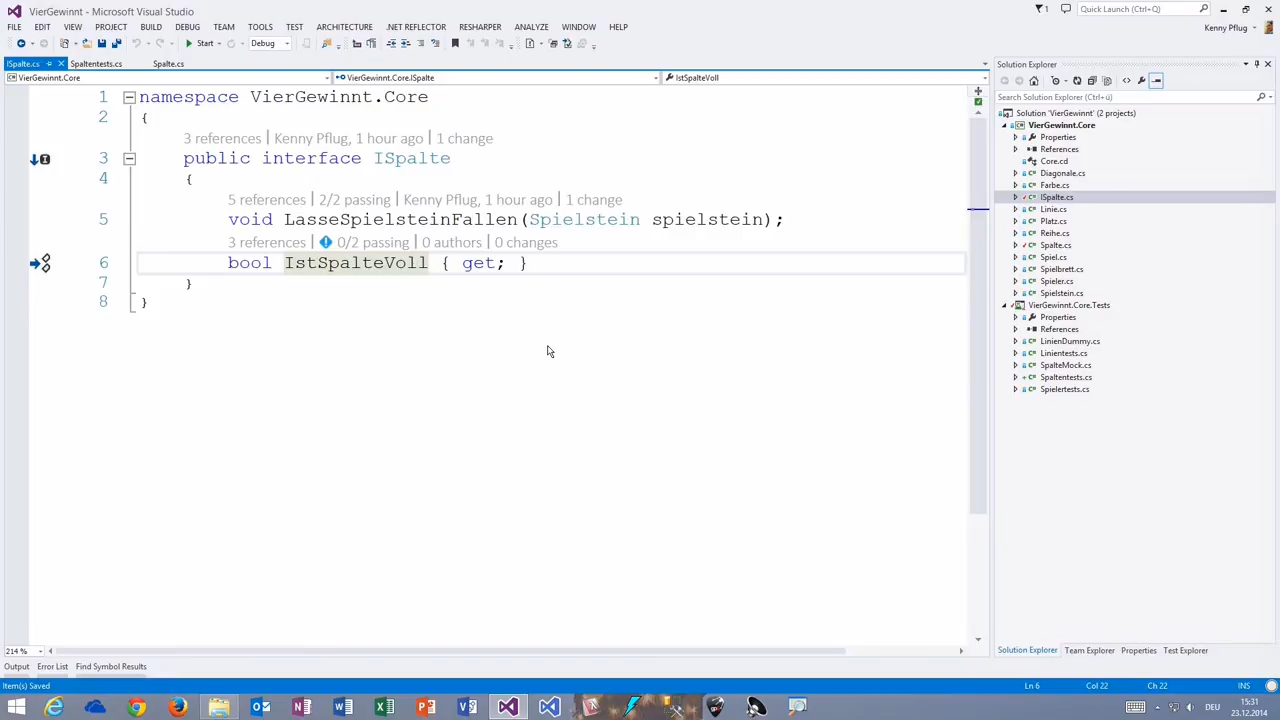 VierGewinnt - Microsoft Visual Studio
1
Quick Launch (Ctrl+Q)
FILE EDIT VIEW PROJECT BUILD DEBUG TEAM TOOLS TEST ARCHITECTURE .NET REFLECTOR RESHARPER ANALYZE WINDOW HELP
Kenny Pflug
Start Debug
ISpalte.cs Spaltentests.cs Spalte.cs
VierGewinnt.Core VierGewinnt.Core.ISpalte IstSpalteVoll
1 namespace VierGewinnt.Core
2 {
3 references | Kenny Pflug, 1 hour ago | 1 change
3 public interface ISpalte
4 {
5 references | 2/2 passing | Kenny Pflug, 1 hour ago | 1 change
5 void LasseSpielsteinFallen(Spielstein spielstein);
3 references | 0/2 passing | 0 authors | 0 changes
6 bool IstSpalteVoll { get; }
7 }
8 }
214 %
Solution Explorer
Search Solution Explorer (Ctrl+ü)
Solution 'VierGewinnt' (2 projects)
VierGewinnt.Core
Properties
References
Core.cd
Diagonale.cs
Farbe.cs
ISpalte.cs
Linie.cs
Platz.cs
Reihe.cs
Spalte.cs
Spiel.cs
Spielbrett.cs
Spieler.cs
Spielstein.cs
VierGewinnt.Core.Tests
Properties
References
LinienDummy.cs
Linientests.cs
SpalteMock.cs
Spaltentests.cs
Spielertests.cs
Solution Explorer Team Explorer Properties Test Explorer
Output Error List Find Symbol Results
Item(s) Saved Ln 6 Col 22 Ch 22 INS
DEU
15:31
23.12.2014